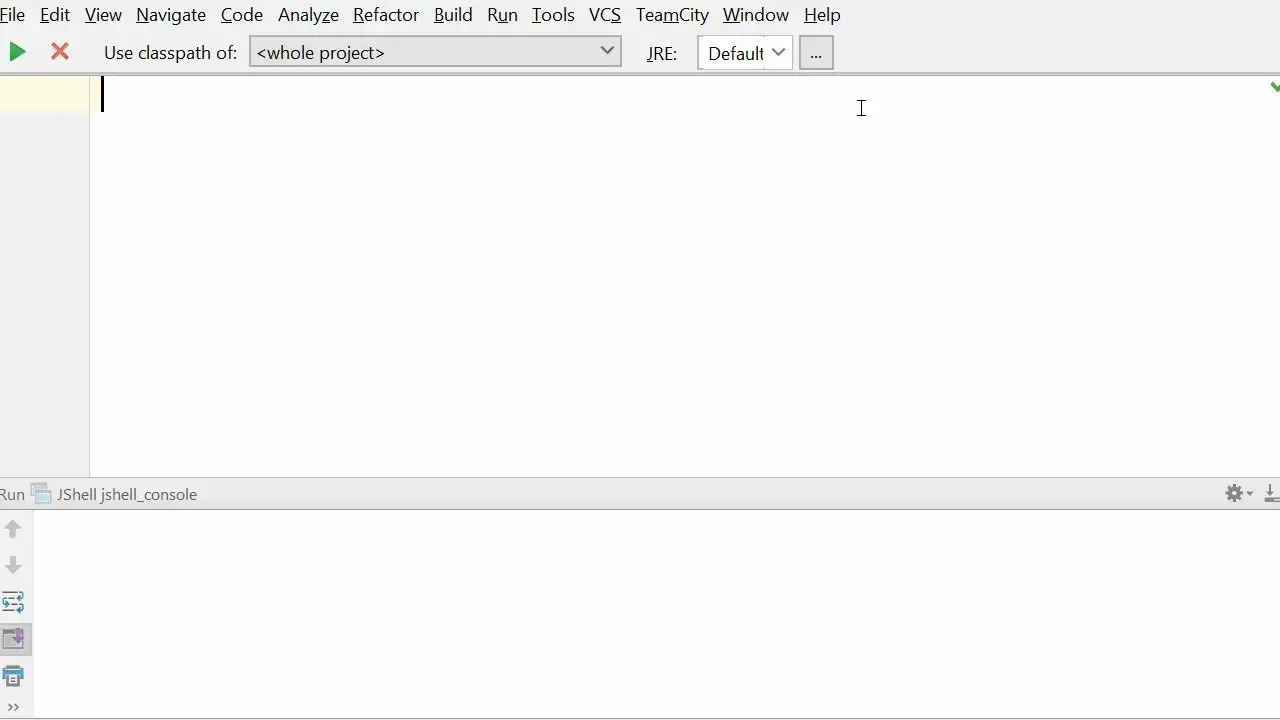 File Edit View Navigate Code Analyze Refactor Build Run Tools VCS TeamCity Window Help
Use classpath of: <whole project> JRE: Default ...
Run JShell jshell_console